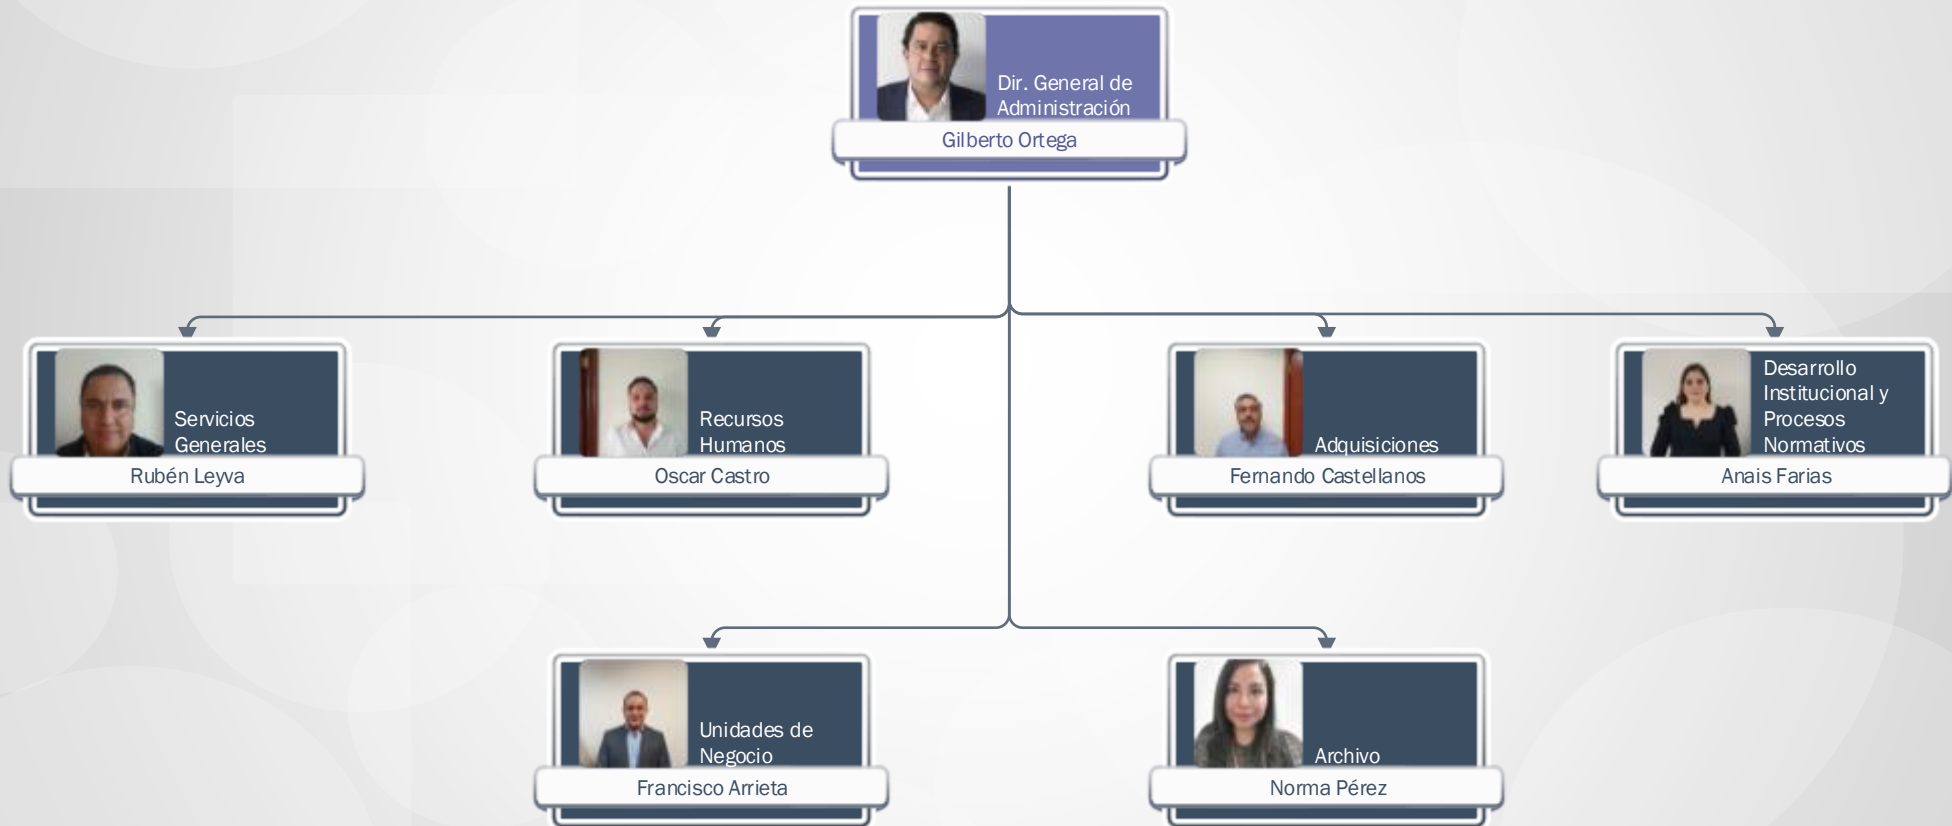 Dir. General de
Administración
Gilberto Ortega
Servicios
Generales
Rubén Leyva
Recursos
Humanos
Oscar Castro
Adquisiciones
Fernando Castellanos
Desarrollo
Institucional y
Procesos
Normativos
Anais Farias
Unidades de
Negocio
Francisco Arrieta
Archivo
Norma Pérez